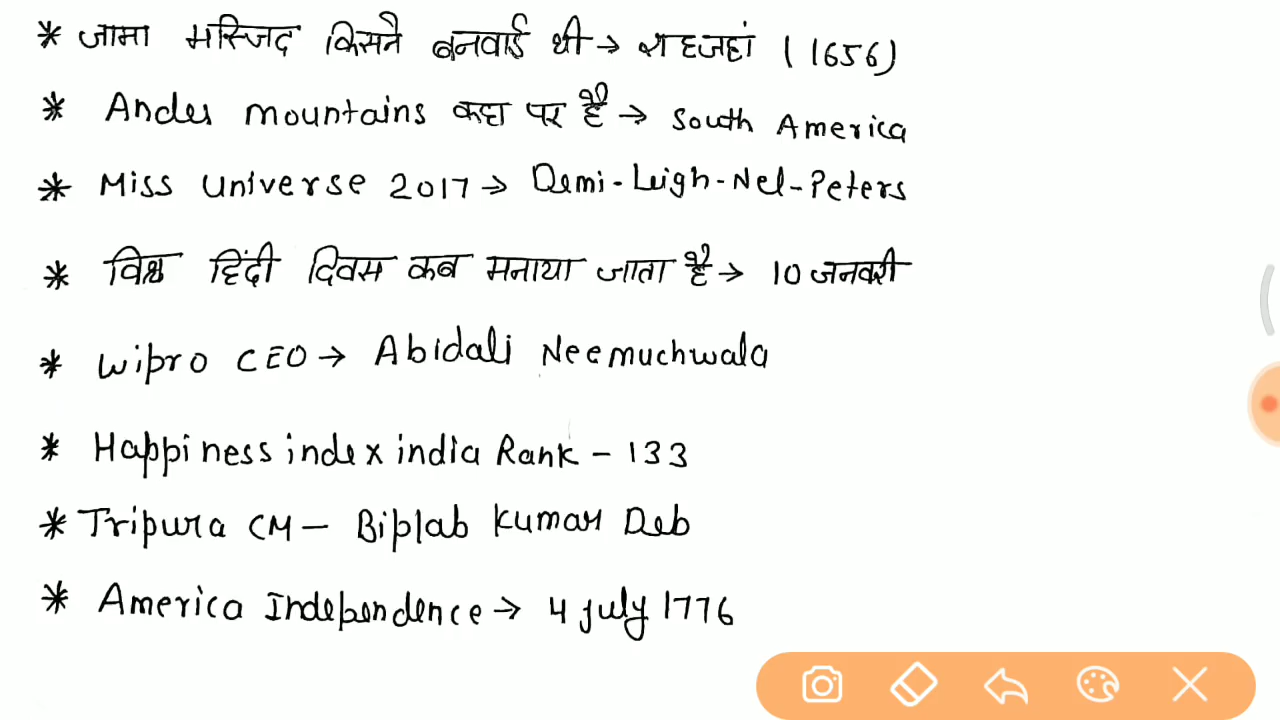 * जामा मस्जिद किसने बनवाई थी → शाहजहां (1656)
* Andes mountains कहा पर है → South America
* Miss Universe 2017 → Demi-Leigh-Nel-Peters
* विश्व हिंदी दिवस कब मनाया जाता है → 10 जनवरी
* Wipro CEO → Abidali Neemuchwala
* Happiness index india Rank - 133
* Tripura CM - Biplab Kumar Deb
* America Independence → 4 july 1776